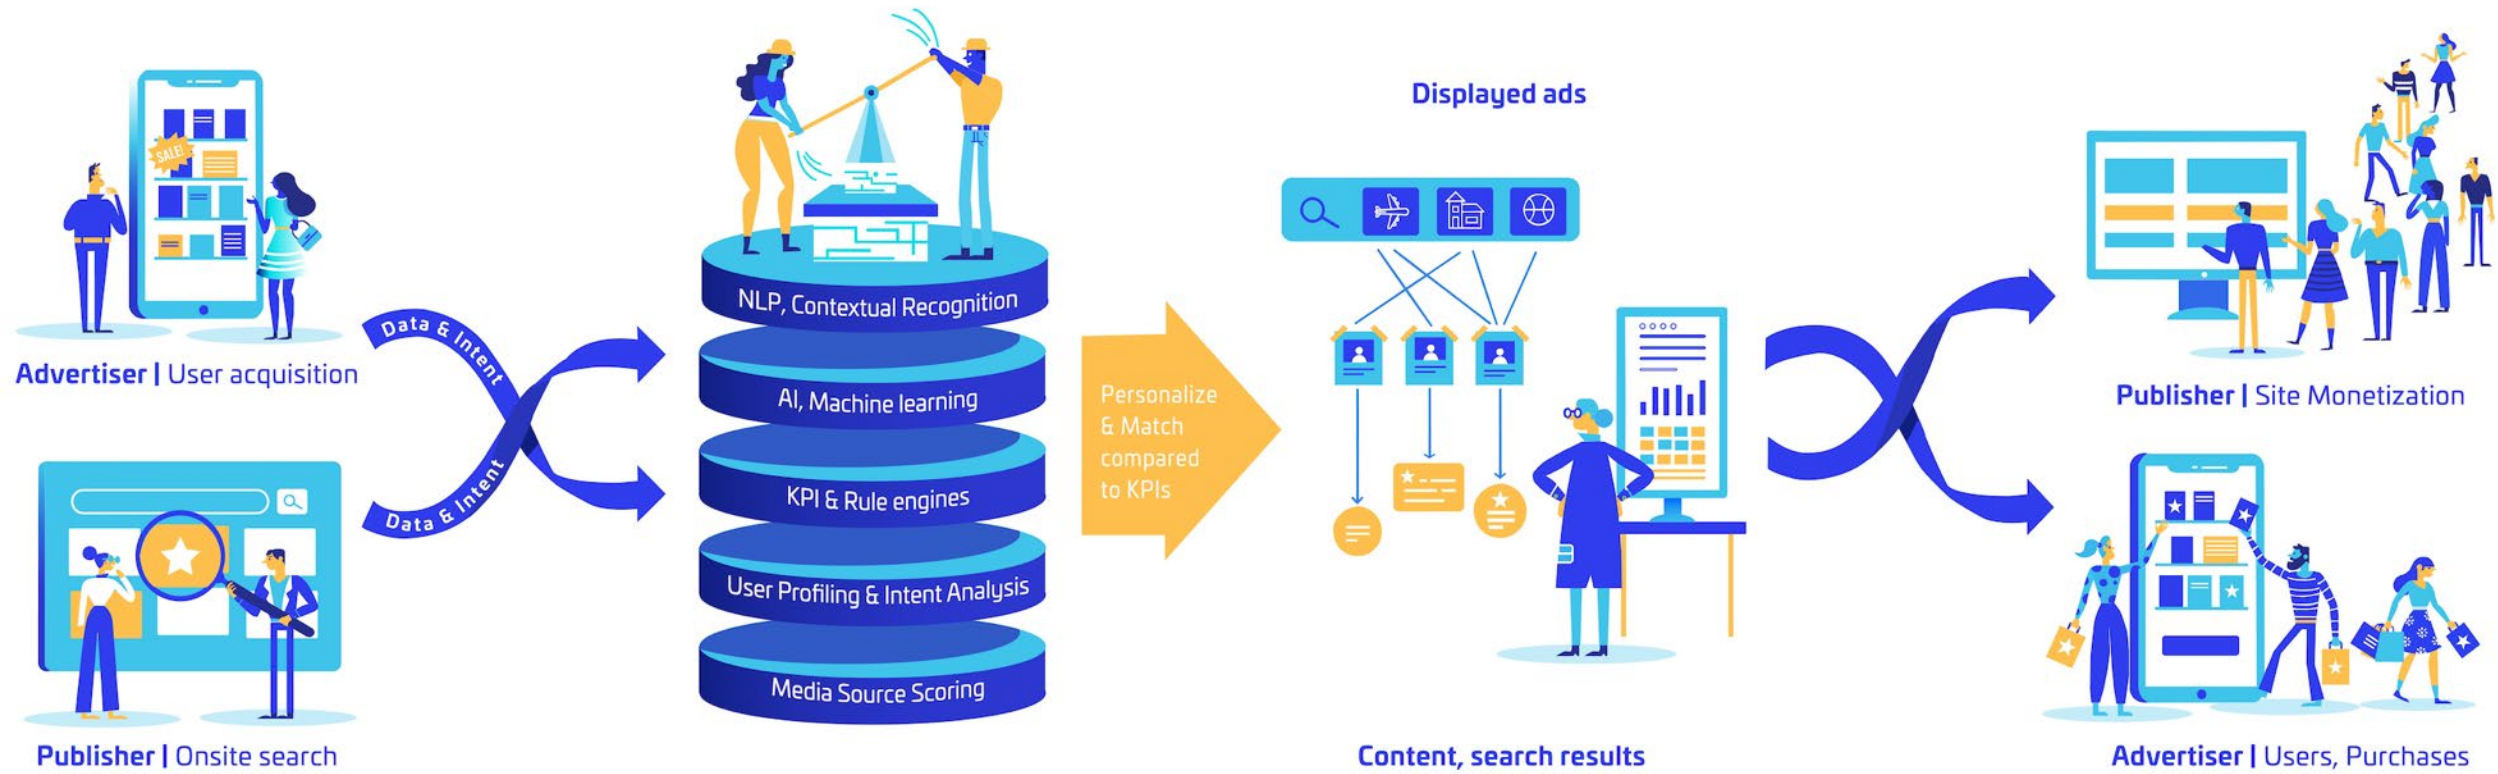 SALE!
Advertiser | User acquisition
Data & Intent
Data & Intent
Publisher | Onsite search
NLP, Contextual Recognition
AI, Machine learning
KPI & Rule engines
User Profiling & Intent Analysis
Media Source Scoring
Personalize
& Match
compared
to KPIs
Displayed ads
Content, search results
Publisher | Site Monetization
Advertiser | Users, Purchases